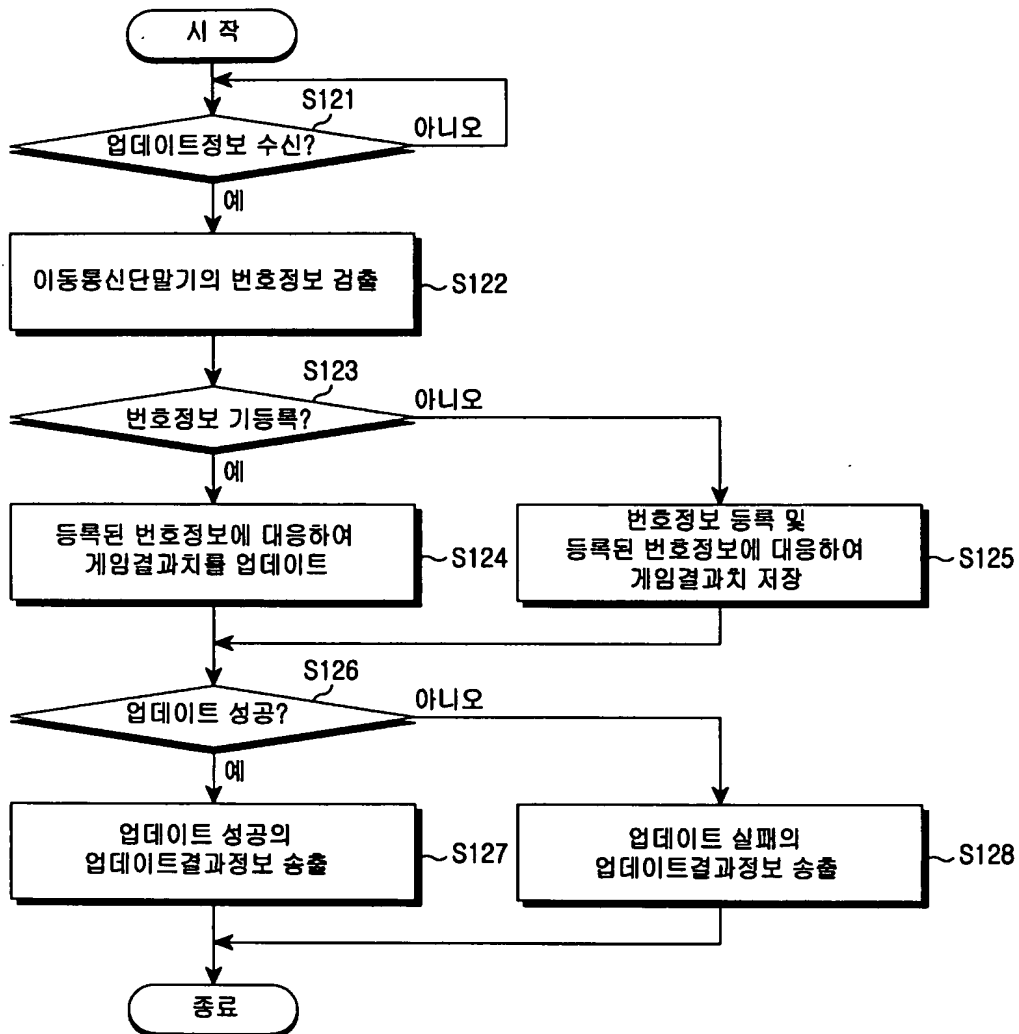 시 작
S121
업데이트정보 수신?
아니오
예
이동통신단말기의 번호정보 검출
S122
S123
번호정보 기등록?
아니오
예
등록된 번호정보에 대응하여
게임결과치를 업데이트
S124
번호정보 등록 및
등록된 번호정보에 대응하여
게임결과치 저장
S125
S126
업데이트 성공?
아니오
예
업데이트 성공의
업데이트결과정보 송출
S127
업데이트 실패의
업데이트결과정보 송출
S128
종료